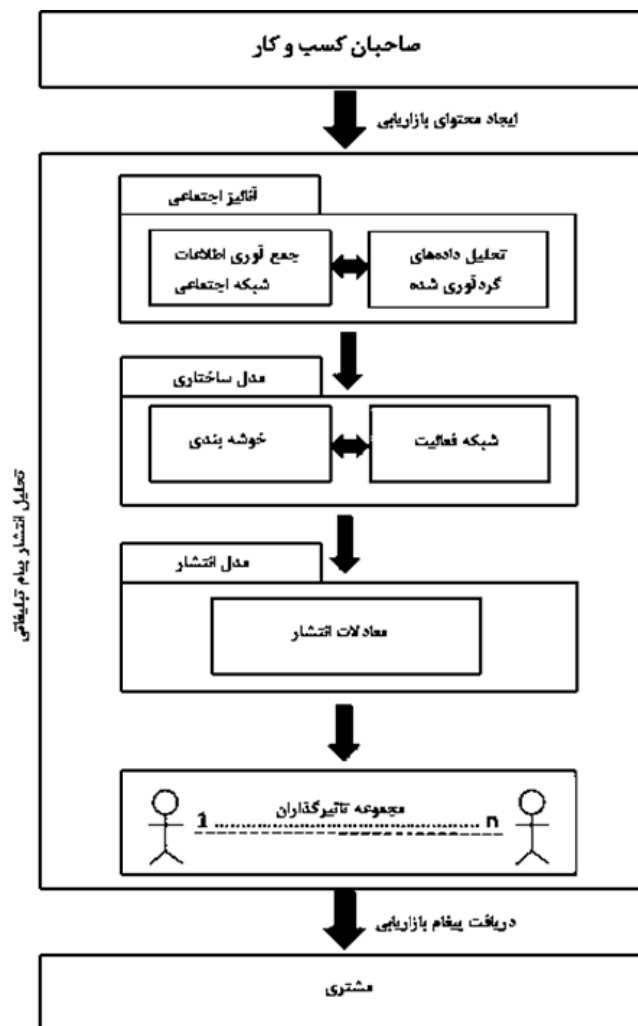 صاحبان کسب و کار
ایجاد محتوای بازاریابی
تحلیل انتشار پیام تبلیغاتی
آنالیز اجتماعی
جمع آوری اطلاعات
شبکه اجتماعی
تحلیل داده‌های
گردآوری شده
مدل ساختاری
خوشه بندی
شبکه فعالیت
مدل انتشار
معادلات انتشار
مجموعه تاثیرگذاران
1 ............................................. n
دریافت پیغام بازاریابی
مشتری